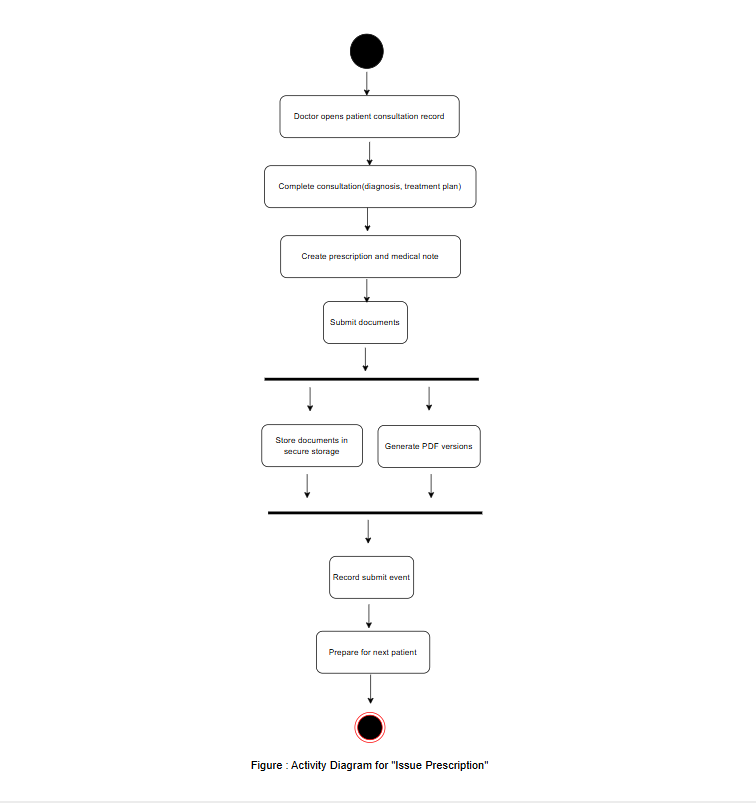 Doctor opens patient consultation record
Complete consultation(diagnosis, treatment plan)
Create prescription and medical note
Submit documents
Store documents in
secure storage
Generate PDF versions
Record submit event
Prepare for next patient
Figure : Activity Diagram for "Issue Prescription"